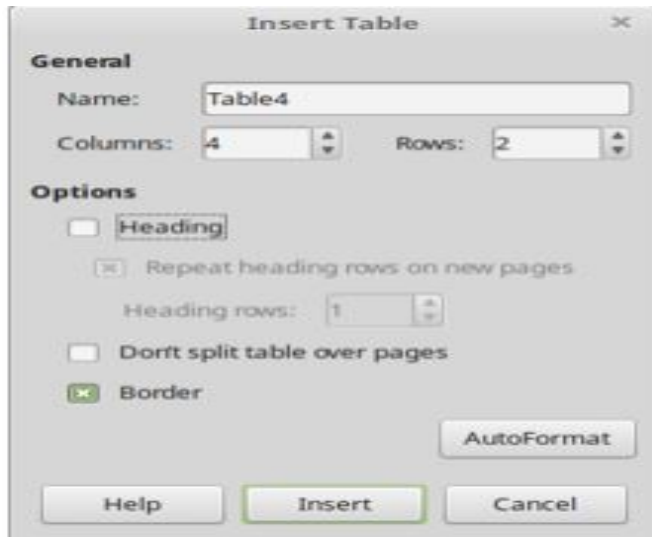 Insert Table
General
Name: Table4
Columns: 4 Rows: 2
Options
Heading
Repeat heading rows on new pages
Heading rows: 1
Don't split table over pages
Border
AutoFormat
Help Insert Cancel